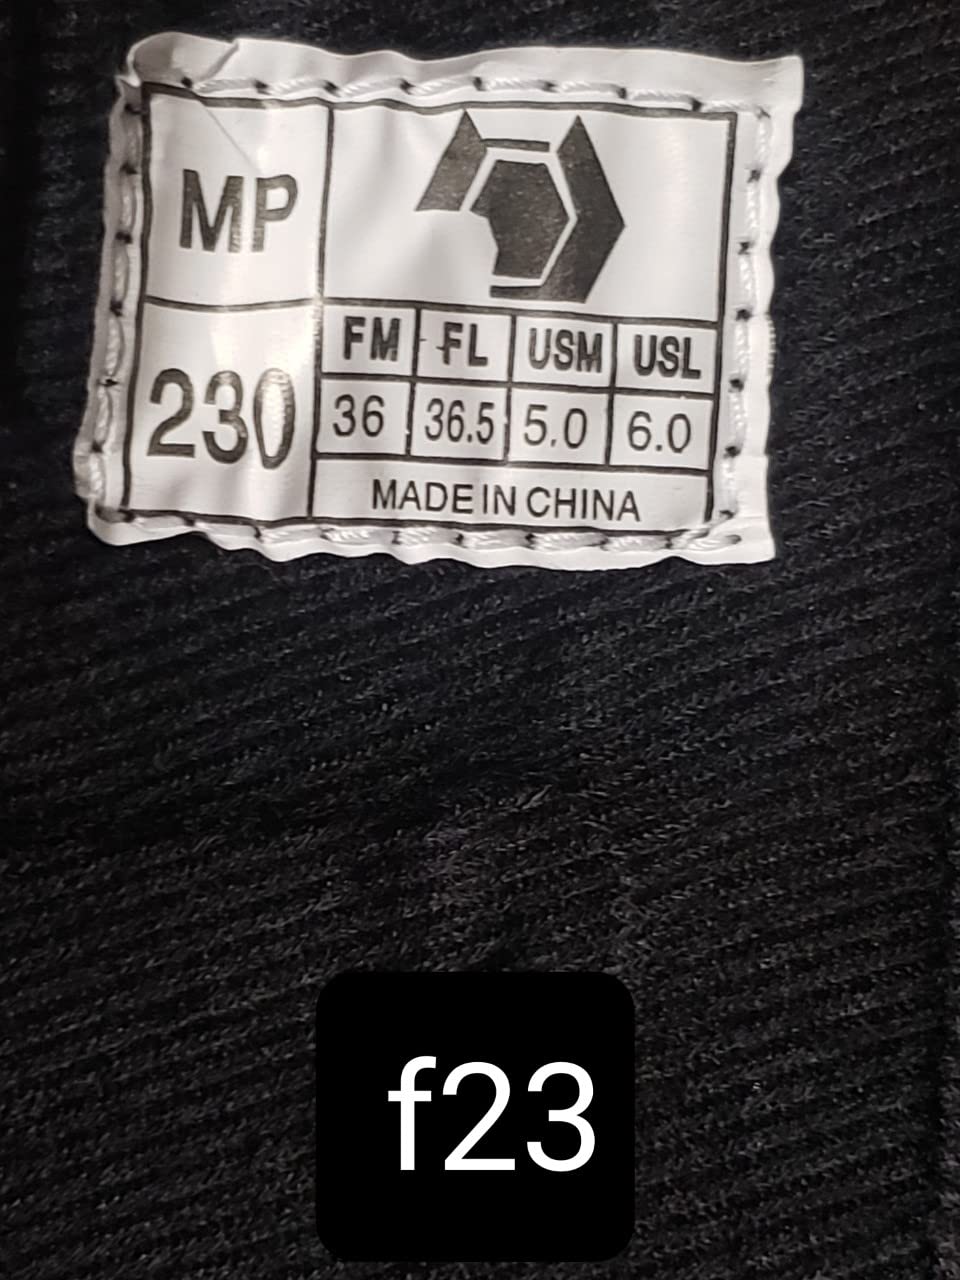 MP
230
FM FL USM USL
36 36.5 5.0 6.0
MADE IN CHINA
f23